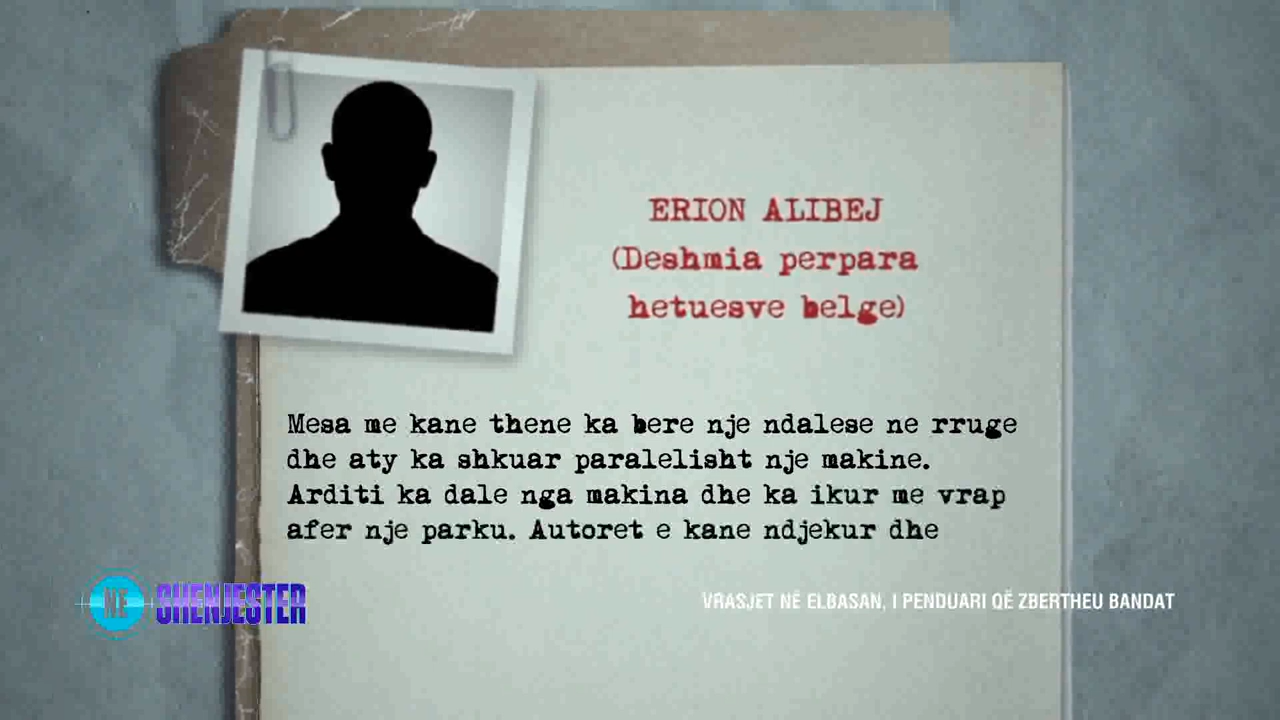 ERION ALIBEJ
(Deshmia perpara
hetuesve belge)
Mesa me kane thene ka bere nje ndalese ne rruge
dhe aty ka shkuar paralelisht nje makine.
Arditi ka dale nga makina dhe ka ikur me vrap
afer nje parku. Autoret e kane ndjekur dhe
NE SHENJESTER
VRASJET NË ELBASAN, I PENDUARI QË ZBERTHEU BANDAT